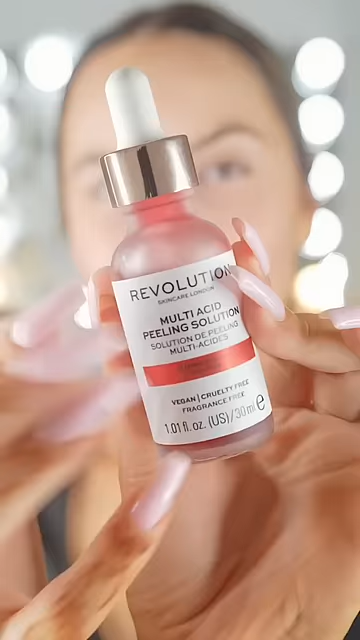 REVOLUTION
SKINCARE LONDON
MULTI ACID
PEELING SOLUTION
SOLUTION DE PEELING
MULTI-ACIDES
VEGAN | CRUELTY FREE
FRAGRANCE FREE
1.01 fl. oz. (US)/30ml e